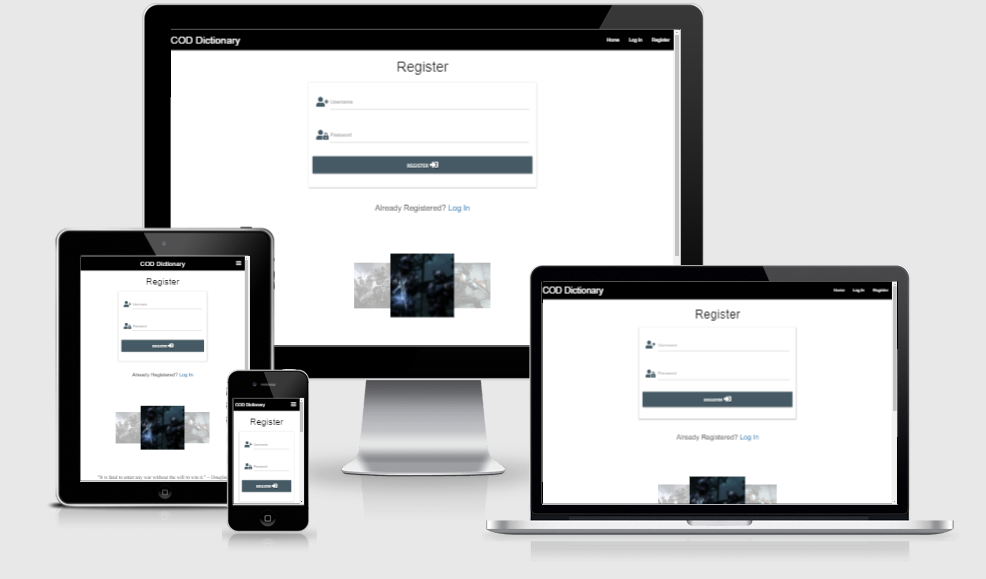 COD Dictionary
Home Log In Register
Register
Username
Password
REGISTER
Already Registered? Log In
COD Dictionary
Register
Username
Password
REGISTER
Already Registered? Log In
"It is fatal to enter any war without the will to win it." ~ Douglas
COD Dictionary
Register
Username
Password
REGISTER
COD Dictionary
Home Log In Register
Register
Username
Password
REGISTER
Already Registered? Log In